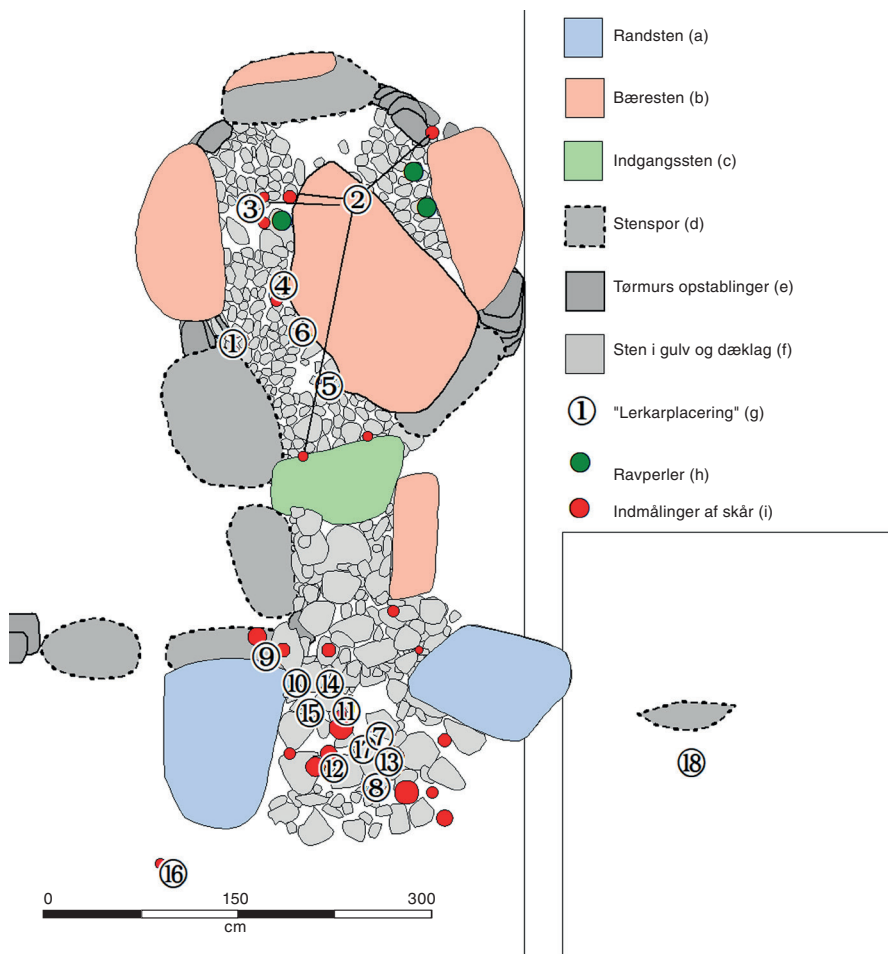 Randsten (a)
Bæresten (b)
Indgangssten (c)
Stenspor (d)
Tørmurs opstablinger (e)
Sten i gulv og dæklag (f)
① "Lerkarplacering" (g)
Ravperler (h)
Indmålinger af skår (i)
②
③
④
⑥
①
⑤
⑨
⑩ ⑭
⑮ ⑪
⑦
⑰
⑬
⑫
⑧
⑱
⑯
0 150 300
cm